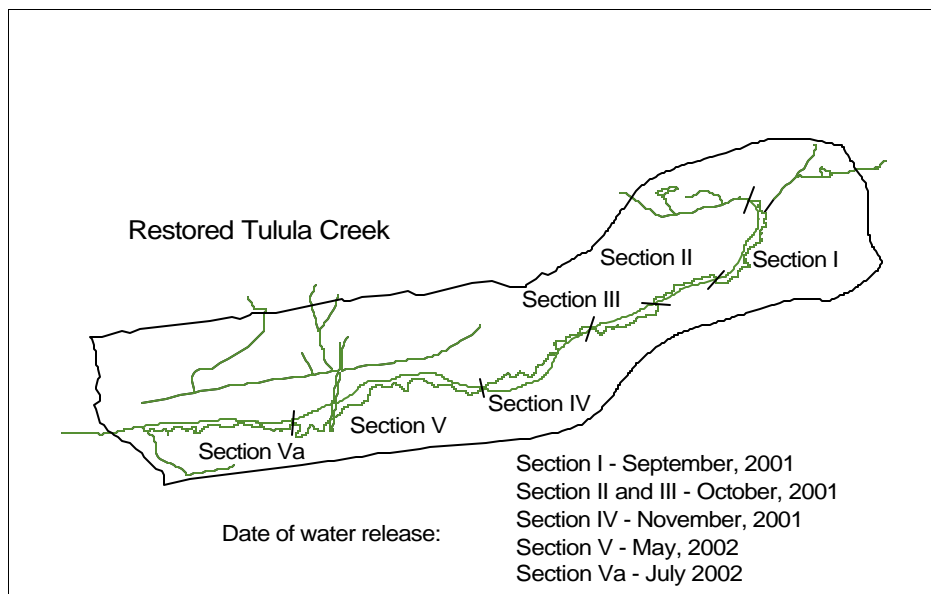 Restored Tulula Creek
Section II
Section I
Section III
Section IV
Section V
Section Va
Date of water release:
Section I - September, 2001
Section II and III - October, 2001
Section IV - November, 2001
Section V - May, 2002
Section Va - July 2002